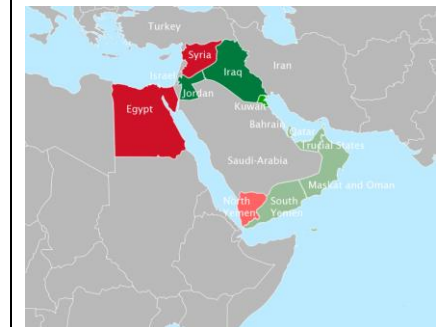 Turkey
Syria
Israel
Iraq
Iran
Jordan
Kuwait
Egypt
Bahrain
Qatar
Trucial States
Saudi-Arabia
Maskat and Oman
North
Yemen
South
Yemen